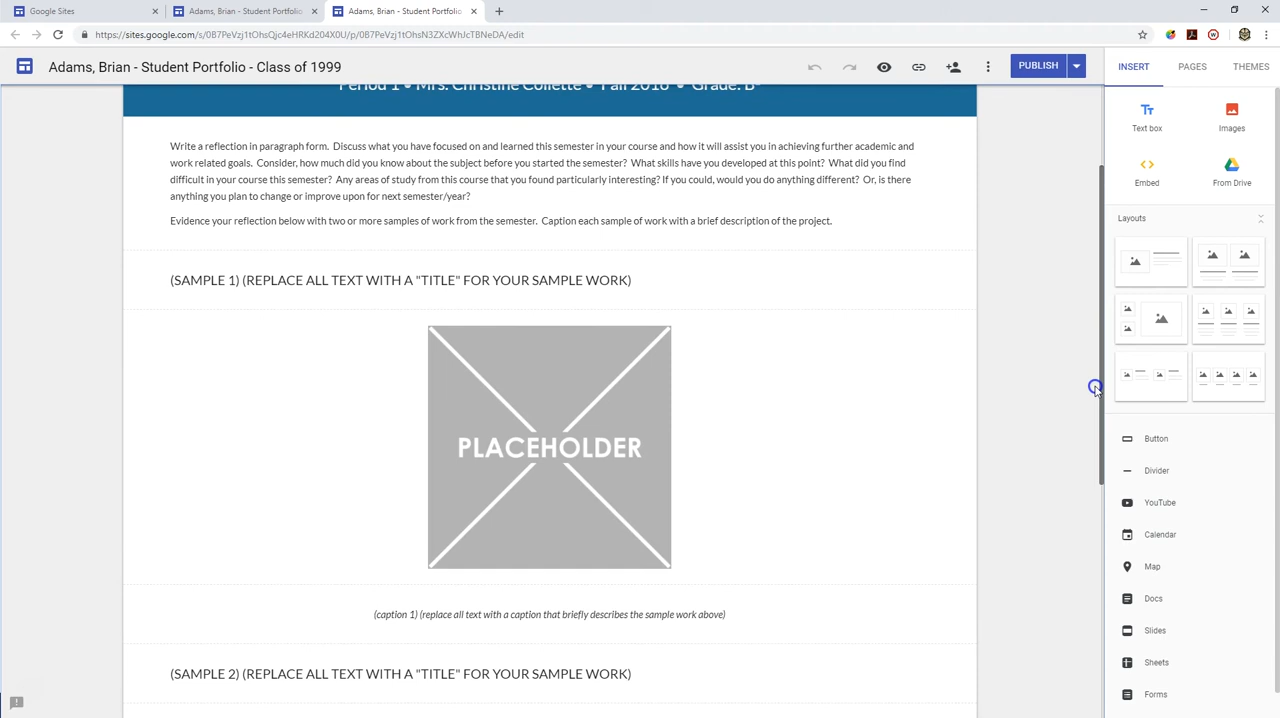 Google Sites
Adams, Brian - Student Portfolio
Adams, Brian - Student Portfolio
Adams, Brian - Student Portfolio - Class of 1999
PUBLISH
INSERT
PAGES
THEMES
Period 1 • Mrs. Christine Collette • Fall 2018 • Grade: B-
Write a reflection in paragraph form. Discuss what you have focused on and learned this semester in your course and how it will assist you in achieving further academic and
work related goals. Consider, how much did you know about the subject before you started the semester? What skills have you developed at this point? What did you find
difficult in your course this semester? Any areas of study from this course that you found particularly interesting? If you could, would you do anything different? Or, is there
anything you plan to change or improve upon for next semester/year?
Evidence your reflection below with two or more samples of work from the semester. Caption each sample of work with a brief description of the project.
(SAMPLE 1) (REPLACE ALL TEXT WITH A "TITLE" FOR YOUR SAMPLE WORK)
PLACEHOLDER
(caption 1) (replace all text with a caption that briefly describes the sample work above)
(SAMPLE 2) (REPLACE ALL TEXT WITH A "TITLE" FOR YOUR SAMPLE WORK)
Text box
Images
Embed
From Drive
Layouts
Button
Divider
YouTube
Calendar
Map
Docs
Slides
Sheets
Forms